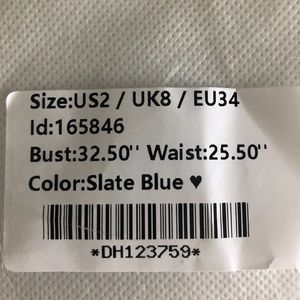 Size:US2 / UK8 / EU34
Id:165846
Bust:32.50'' Waist:25.50''
Color:Slate Blue ♥
*DH123759*